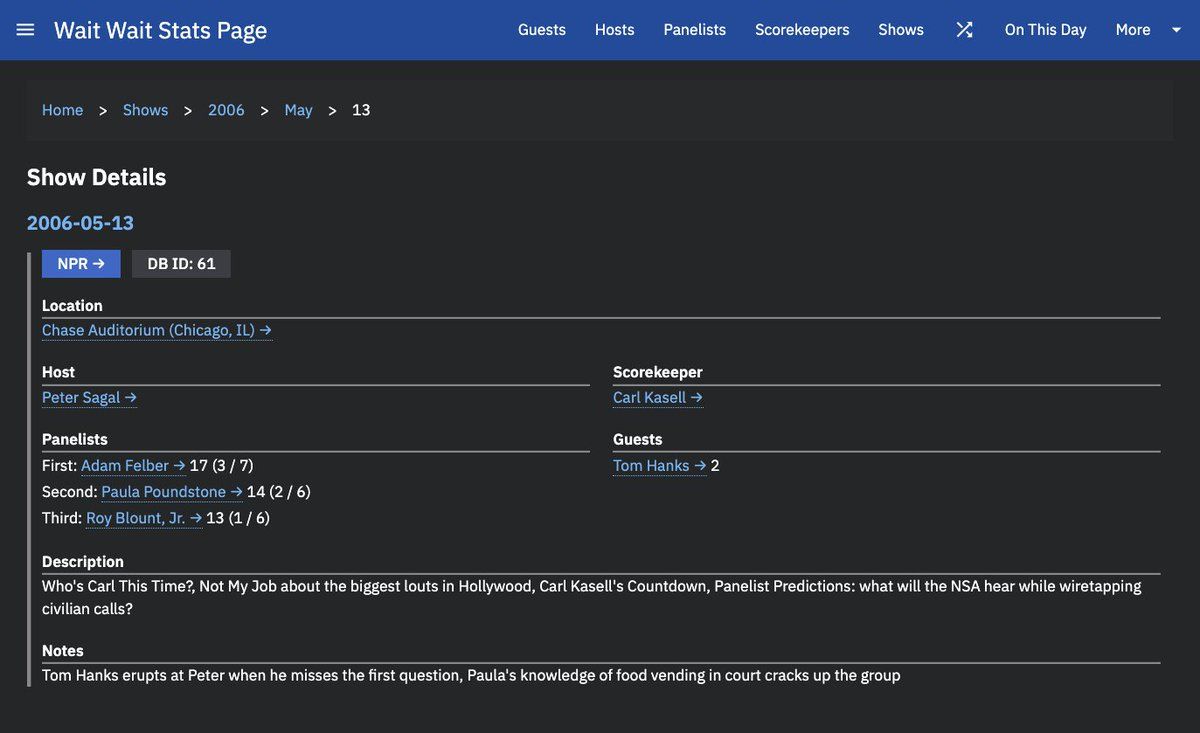 Wait Wait Stats Page
Guests Hosts Panelists Scorekeepers Shows On This Day More
Home > Shows > 2006 > May > 13
Show Details
2006-05-13
NPR → DB ID: 61
Location
Chase Auditorium (Chicago, IL) →
Host
Peter Sagal →
Scorekeeper
Carl Kasell →
Panelists
First: Adam Felber → 17 (3 / 7)
Second: Paula Poundstone → 14 (2 / 6)
Third: Roy Blount, Jr. → 13 (1 / 6)
Guests
Tom Hanks → 2
Description
Who's Carl This Time?, Not My Job about the biggest louts in Hollywood, Carl Kasell's Countdown, Panelist Predictions: what will the NSA hear while wiretapping
civilian calls?
Notes
Tom Hanks erupts at Peter when he misses the first question, Paula's knowledge of food vending in court cracks up the group